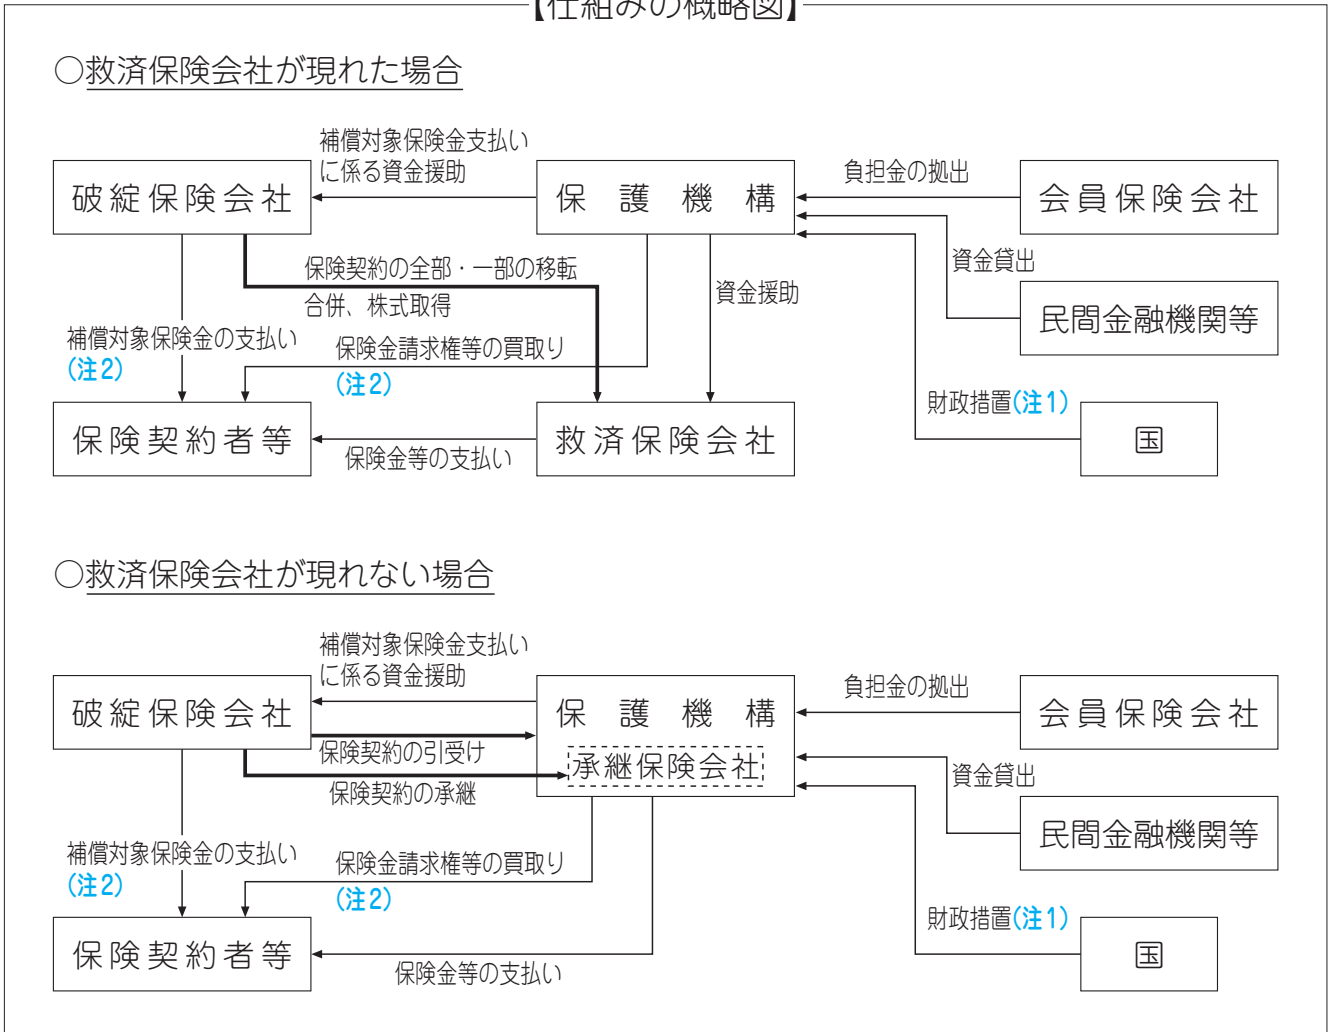 【仕組みの概略図】
○救済保険会社が現れた場合
補償対象保険金支払い
に係る資金援助
負担金の拠出
破綻保険会社
保護機構
会員保険会社
資金貸出
保険契約の全部・一部の移転
合併、株式取得
資金援助
民間金融機関等
補償対象保険金の支払い
(注2)
保険金請求権等の買取り
(注2)
財政措置(注1)
保険契約者等
救済保険会社
国
保険金等の支払い
○救済保険会社が現れない場合
補償対象保険金支払い
に係る資金援助
負担金の拠出
破綻保険会社
保護機構
会員保険会社
保険契約の引受け
承継保険会社
資金貸出
保険契約の承継
民間金融機関等
補償対象保険金の支払い
(注2)
保険金請求権等の買取り
(注2)
財政措置(注1)
保険契約者等
国
保険金等の支払い